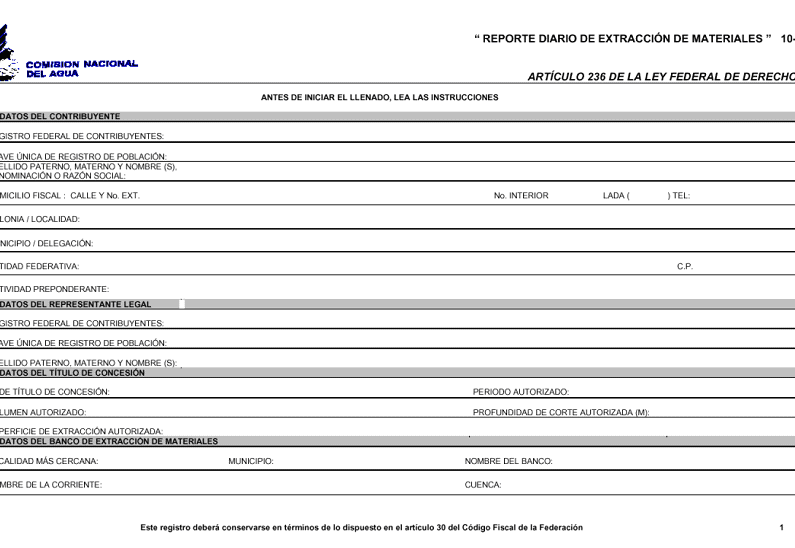 “ REPORTE DIARIO DE EXTRACCIÓN DE MATERIALES ” 10-
COMISION NACIONAL
DEL AGUA
ARTÍCULO 236 DE LA LEY FEDERAL DE DERECHO
ANTES DE INICIAR EL LLENADO, LEA LAS INSTRUCCIONES
DATOS DEL CONTRIBUYENTE
GISTRO FEDERAL DE CONTRIBUYENTES:
AVE ÚNICA DE REGISTRO DE POBLACIÓN:
ELLIDO PATERNO, MATERNO Y NOMBRE (S),
NOMINACIÓN O RAZÓN SOCIAL:
MICILIO FISCAL : CALLE Y No. EXT. No. INTERIOR LADA ( ) TEL:
LONIA / LOCALIDAD:
NICIPIO / DELEGACIÓN:
TIDAD FEDERATIVA: C.P.
TIVIDAD PREPONDERANTE:
DATOS DEL REPRESENTANTE LEGAL
GISTRO FEDERAL DE CONTRIBUYENTES:
AVE ÚNICA DE REGISTRO DE POBLACIÓN:
ELLIDO PATERNO, MATERNO Y NOMBRE (S):
DATOS DEL TÍTULO DE CONCESIÓN
DE TÍTULO DE CONCESIÓN: PERIODO AUTORIZADO:
LUMEN AUTORIZADO: PROFUNDIDAD DE CORTE AUTORIZADA (M):
PERFICIE DE EXTRACCIÓN AUTORIZADA:
DATOS DEL BANCO DE EXTRACCIÓN DE MATERIALES
CALIDAD MÁS CERCANA: MUNICIPIO: NOMBRE DEL BANCO:
MBRE DE LA CORRIENTE: CUENCA:
Este registro deberá conservarse en términos de lo dispuesto en el artículo 30 del Código Fiscal de la Federación 1